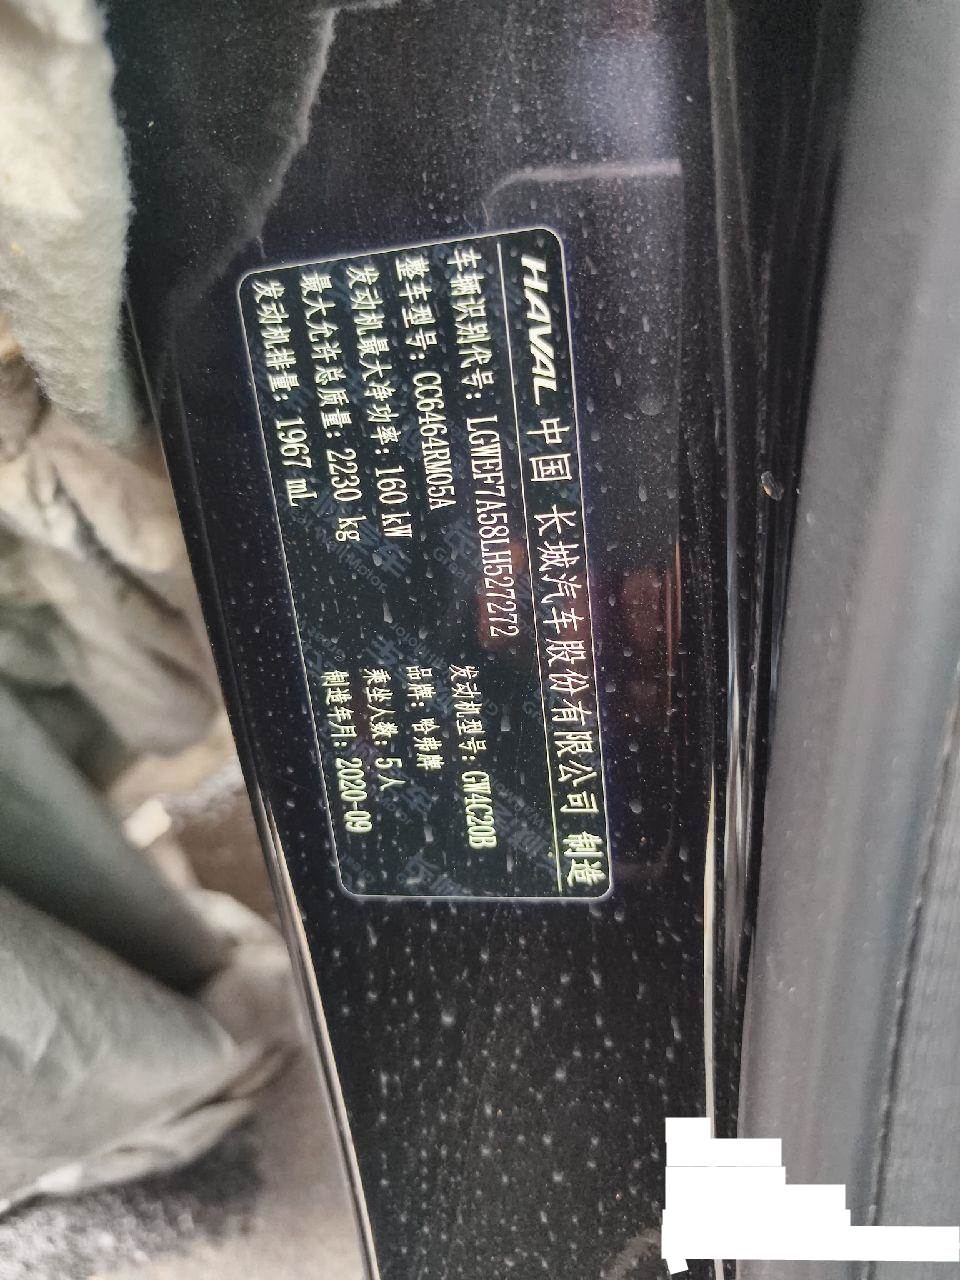 HAVAL 中国 长城汽车股份有限公司 制造
车辆识别代号: LGWEF7A58LH527272
整车型号: CC6464RM05A 发动机型号: GW4C20B
发动机最大净功率: 160 kW 品牌: 哈弗牌
最大允许总质量: 2230 kg 乘坐人数: 5人
发动机排量: 1967 mL 制造年月: 2020-09